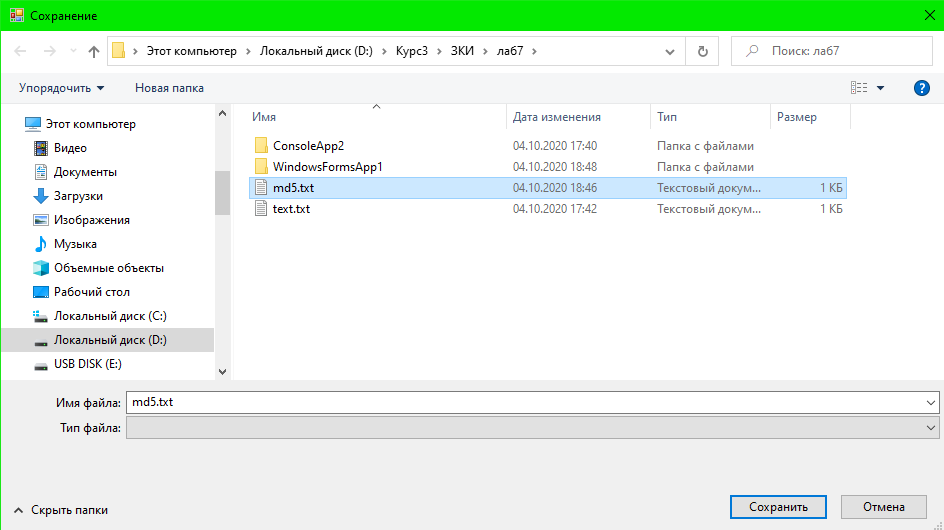 Сохранение
Этот компьютер > Локальный диск (D:) > Курс3 > ЗКИ > ла67 >
Поиск: ла67
Упорядочить Новая папка
Имя Дата изменения Тип Размер
Этот компьютер
Видео
Документы
Загрузки
Изображения
Музыка
Объемные объекты
Рабочий стол
Локальный диск (C:)
Локальный диск (D:)
USB DISK (E:)
ConsoleApp2 04.10.2020 17:40 Папка с файлами
WindowsFormsApp1 04.10.2020 18:48 Папка с файлами
md5.txt 04.10.2020 18:46 Текстовый докум... 1 КБ
text.txt 04.10.2020 17:42 Текстовый докум... 1 КБ
Имя файла: md5.txt
Тип файла:
Скрыть папки
Сохранить Отмена